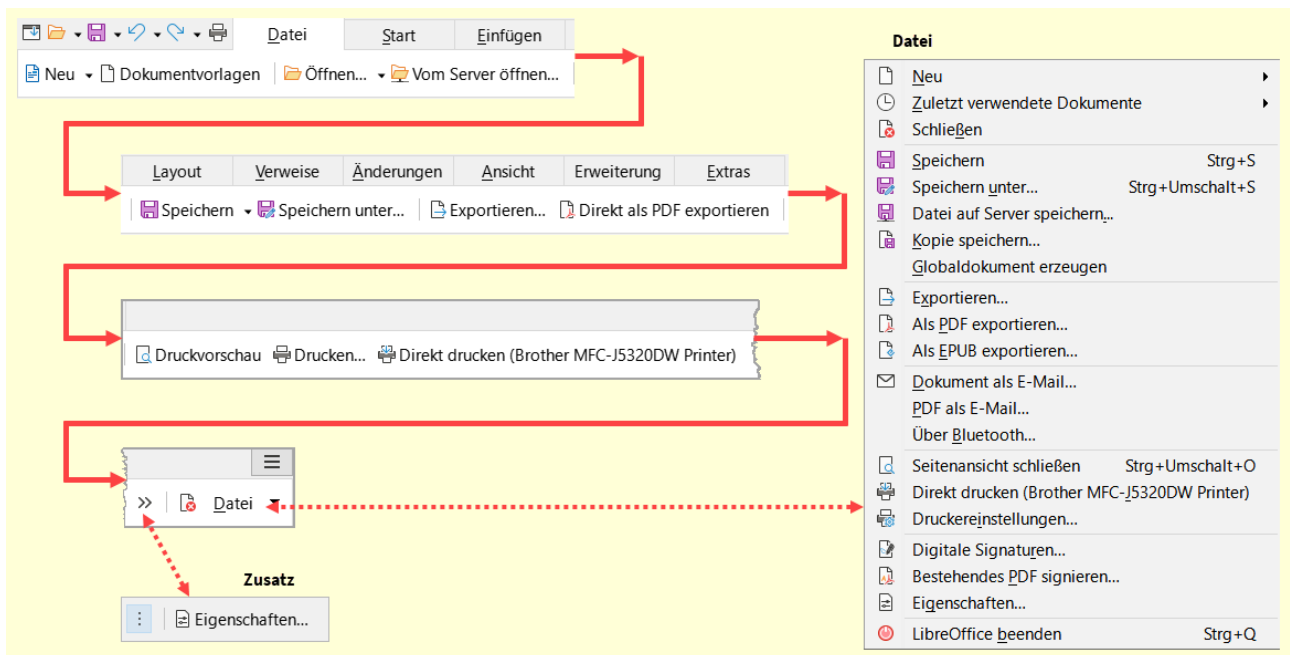 Datei Start Einfügen
Neu Dokumentvorlagen Öffnen... Vom Server öffnen...
Layout Verweise Änderungen Ansicht Erweiterung Extras
Speichern Speichern unter... Exportieren... Direkt als PDF exportieren
Druckvorschau Drucken... Direkt drucken (Brother MFC-J5320DW Printer)
Datei
Zusatz
Eigenschaften...
Datei
Neu
Zuletzt verwendete Dokumente
Schließen
Speichern Strg+S
Speichern unter... Strg+Umschalt+S
Datei auf Server speichern...
Kopie speichern...
Globaldokument erzeugen
Exportieren...
Als PDF exportieren...
Als EPUB exportieren...
Dokument als E-Mail...
PDF als E-Mail...
Über Bluetooth...
Seitenansicht schließen Strg+Umschalt+O
Direkt drucken (Brother MFC-J5320DW Printer)
Druckereinstellungen...
Digitale Signaturen...
Bestehendes PDF signieren...
Eigenschaften...
LibreOffice beenden Strg+Q